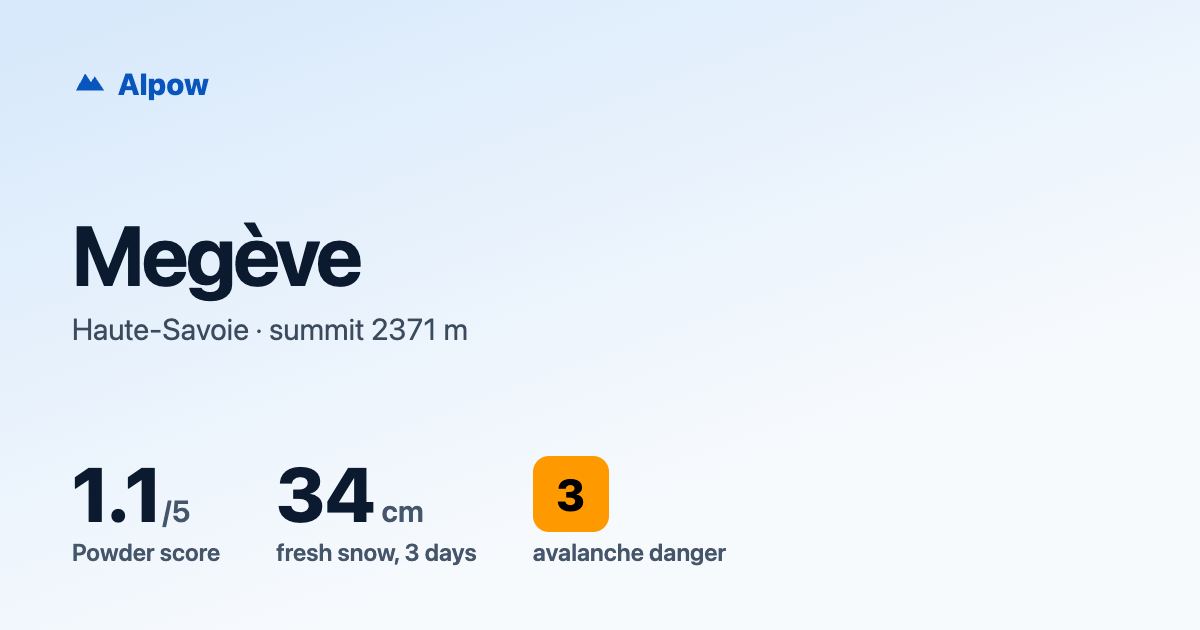 Alpow
Megève
Haute-Savoie · summit 2371 m
1.1/5
Powder score
34 cm
fresh snow, 3 days
3
avalanche danger